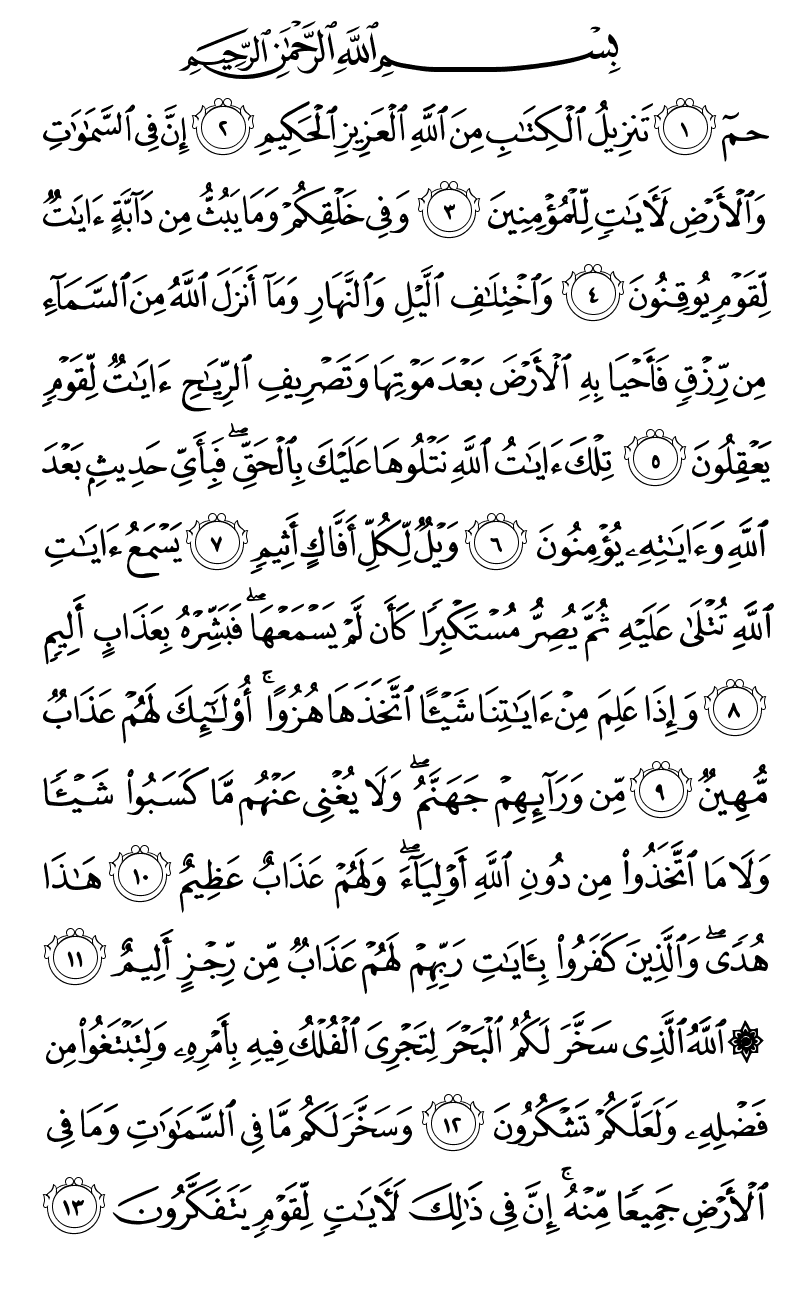 بِسْمِ ٱللَّهِ ٱلرَّحْمَٰنِ ٱلرَّحِيمِ
حمٓ ١ تَنزِيلُ ٱلْكِتَٰبِ مِنَ ٱللَّهِ ٱلْعَزِيزِ ٱلْحَكِيمِ ٢ إِنَّ فِى ٱلسَّمَٰوَٰتِ
وَٱلْأَرْضِ لَـَٔايَٰتٍ لِّلْمُؤْمِنِينَ ٣ وَفِى خَلْقِكُمْ وَمَا يَبُثُّ مِن دَآبَّةٍ ءَايَٰتٌ
لِّقَوْمٍ يُوقِنُونَ ٤ وَٱخْتِلَٰفِ ٱلَّيْلِ وَٱلنَّهَارِ وَمَآ أَنزَلَ ٱللَّهُ مِنَ ٱلسَّمَآءِ
مِن رِّزْقٍ فَأَحْيَا بِهِ ٱلْأَرْضَ بَعْدَ مَوْتِهَا وَتَصْرِيفِ ٱلرِّيَٰحِ ءَايَٰتٌ لِّقَوْمٍ
يَعْقِلُونَ ٥ تِلْكَ ءَايَٰتُ ٱللَّهِ نَتْلُوهَا عَلَيْكَ بِٱلْحَقِّ ۖ فَبِأَىِّ حَدِيثٍۭ بَعْدَ
ٱللَّهِ وَءَايَٰتِهِۦ يُؤْمِنُونَ ٦ وَيْلٌ لِّكُلِّ أَفَّاكٍ أَثِيمٍ ٧ يَسْمَعُ ءَايَٰتِ
ٱللَّهِ تُتْلَىٰ عَلَيْهِ ثُمَّ يُصِرُّ مُسْتَكْبِرًا كَأَن لَّمْ يَسْمَعْهَا ۖ فَبَشِّرْهُ بِعَذَابٍ أَلِيمٍ
٨ وَإِذَا عَلِمَ مِنْ ءَايَٰتِنَا شَيْـًٔا ٱتَّخَذَهَا هُزُوًا ۚ أُو۟لَٰٓئِكَ لَهُمْ عَذَابٌ
مُّهِينٌ ٩ مِّن وَرَآئِهِمْ جَهَنَّمُ ۖ وَلَا يُغْنِى عَنْهُم مَّا كَسَبُوا۟ شَيْـًٔا
وَلَا مَا ٱتَّخَذُوا۟ مِن دُونِ ٱللَّهِ أَوْلِيَآءَ ۖ وَلَهُمْ عَذَابٌ عَظِيمٌ ١٠ هَٰذَا
هُدًى ۖ وَٱلَّذِينَ كَفَرُوا۟ بِـَٔايَٰتِ رَبِّهِمْ لَهُمْ عَذَابٌ مِّن رِّجْزٍ أَلِيمٌ ١١
۞ ٱللَّهُ ٱلَّذِى سَخَّرَ لَكُمُ ٱلْبَحْرَ لِتَجْرِىَ ٱلْفُلْكُ فِيهِ بِأَمْرِهِۦ وَلِتَبْتَغُوا۟ مِن
فَضْلِهِۦ وَلَعَلَّكُمْ تَشْكُرُونَ ١٢ وَسَخَّرَ لَكُم مَّا فِى ٱلسَّمَٰوَٰتِ وَمَا فِى
ٱلْأَرْضِ جَمِيعًا مِّنْهُ ۚ إِنَّ فِى ذَٰلِكَ لَـَٔايَٰتٍ لِّقَوْمٍ يَتَفَكَّرُونَ ١٣